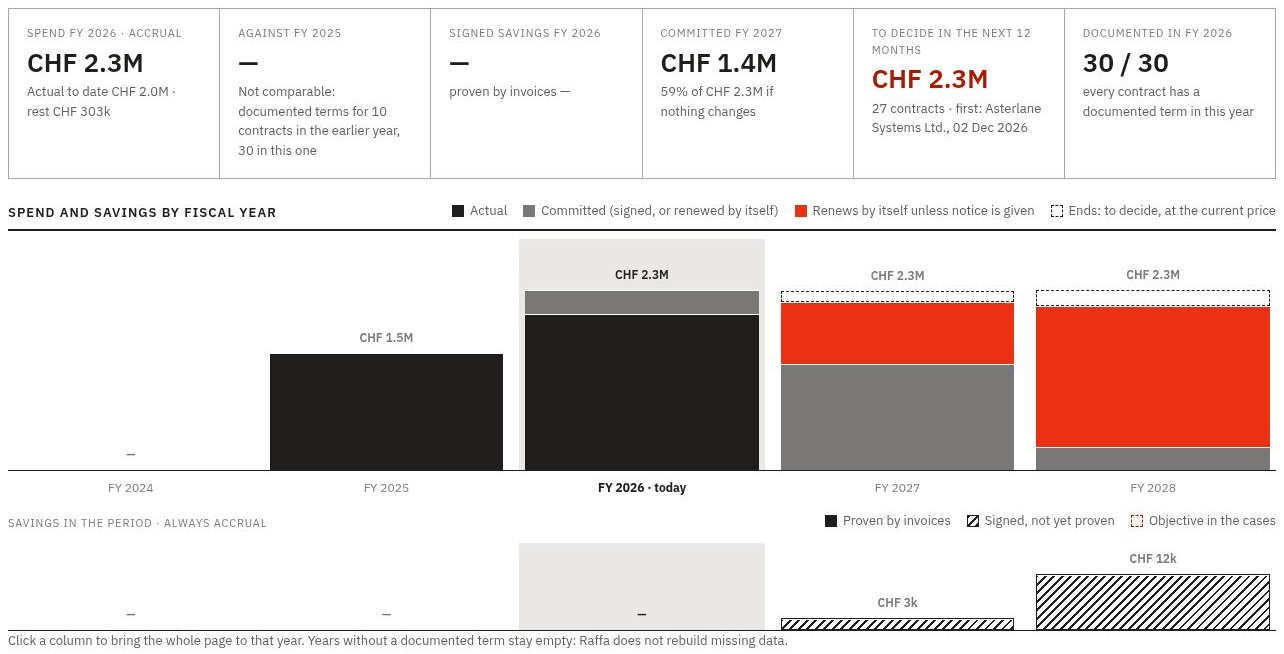 SPEND FY 2026 · ACCRUAL
CHF 2.3M
Actual to date CHF 2.0M ·
rest CHF 303k
AGAINST FY 2025
—
Not comparable:
documented terms for 10
contracts in the earlier year,
30 in this one
SIGNED SAVINGS FY 2026
—
proven by invoices —
COMMITTED FY 2027
CHF 1.4M
59% of CHF 2.3M if
nothing changes
TO DECIDE IN THE NEXT 12
MONTHS
CHF 2.3M
27 contracts · first: Asterlane
Systems Ltd., 02 Dec 2026
DOCUMENTED IN FY 2026
30 / 30
every contract has a
documented term in this year
SPEND AND SAVINGS BY FISCAL YEAR
Actual
Committed (signed, or renewed by itself)
Renews by itself unless notice is given
Ends: to decide, at the current price
—
CHF 1.5M
CHF 2.3M
CHF 2.3M
CHF 2.3M
FY 2024
FY 2025
FY 2026 · today
FY 2027
FY 2028
SAVINGS IN THE PERIOD · ALWAYS ACCRUAL
Proven by invoices
Signed, not yet proven
Objective in the cases
—
—
—
CHF 3k
CHF 12k
Click a column to bring the whole page to that year. Years without a documented term stay empty: Raffa does not rebuild missing data.